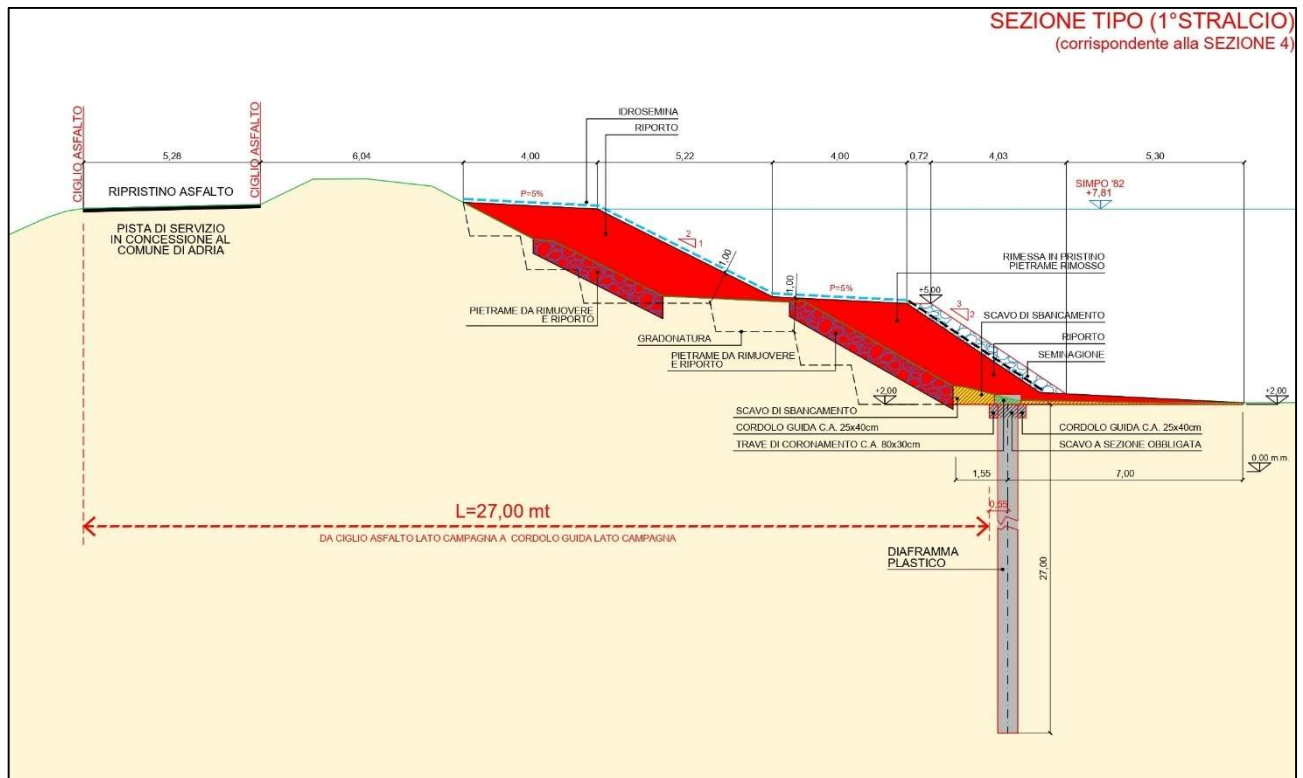 SEZIONE TIPO (1°STRALCIO)
(corrispondente alla SEZIONE 4)
CIGLIO ASFALTO
CIGLIO ASFALTO
IDROSEMINA
RIPORTO
5,28
6,04
4,00
5,22
4,00
0,72
4,03
5,30
RIPRISTINO ASFALTO
PISTA DI SERVIZIO
IN CONCESSIONE AL
COMUNE DI ADRIA
P=5%
SIMPO '82
+7,81
2
1
1,00
1,00
P=5%
RIMESSA IN PRISTINO
PIETRAME RIMOSSO
+5,00
3
2
SCAVO DI SBANCAMENTO
RIPORTO
SEMINAGIONE
PIETRAME DA RIMUOVERE
E RIPORTO
GRADONATURA
PIETRAME DA RIMUOVERE
E RIPORTO
+2,00
+2,00
SCAVO DI SBANCAMENTO
CORDOLO GUIDA C.A. 25x40cm
TRAVE DI CORONAMENTO C.A. 80x30cm
CORDOLO GUIDA C.A. 25x40cm
SCAVO A SEZIONE OBBLIGATA
0,00 m.m.
1,55
7,00
0,55
L=27,00 mt
DA CIGLIO ASFALTO LATO CAMPAGNA A CORDOLO GUIDA LATO CAMPAGNA
DIAFRAMMA
PLASTICO
27,00